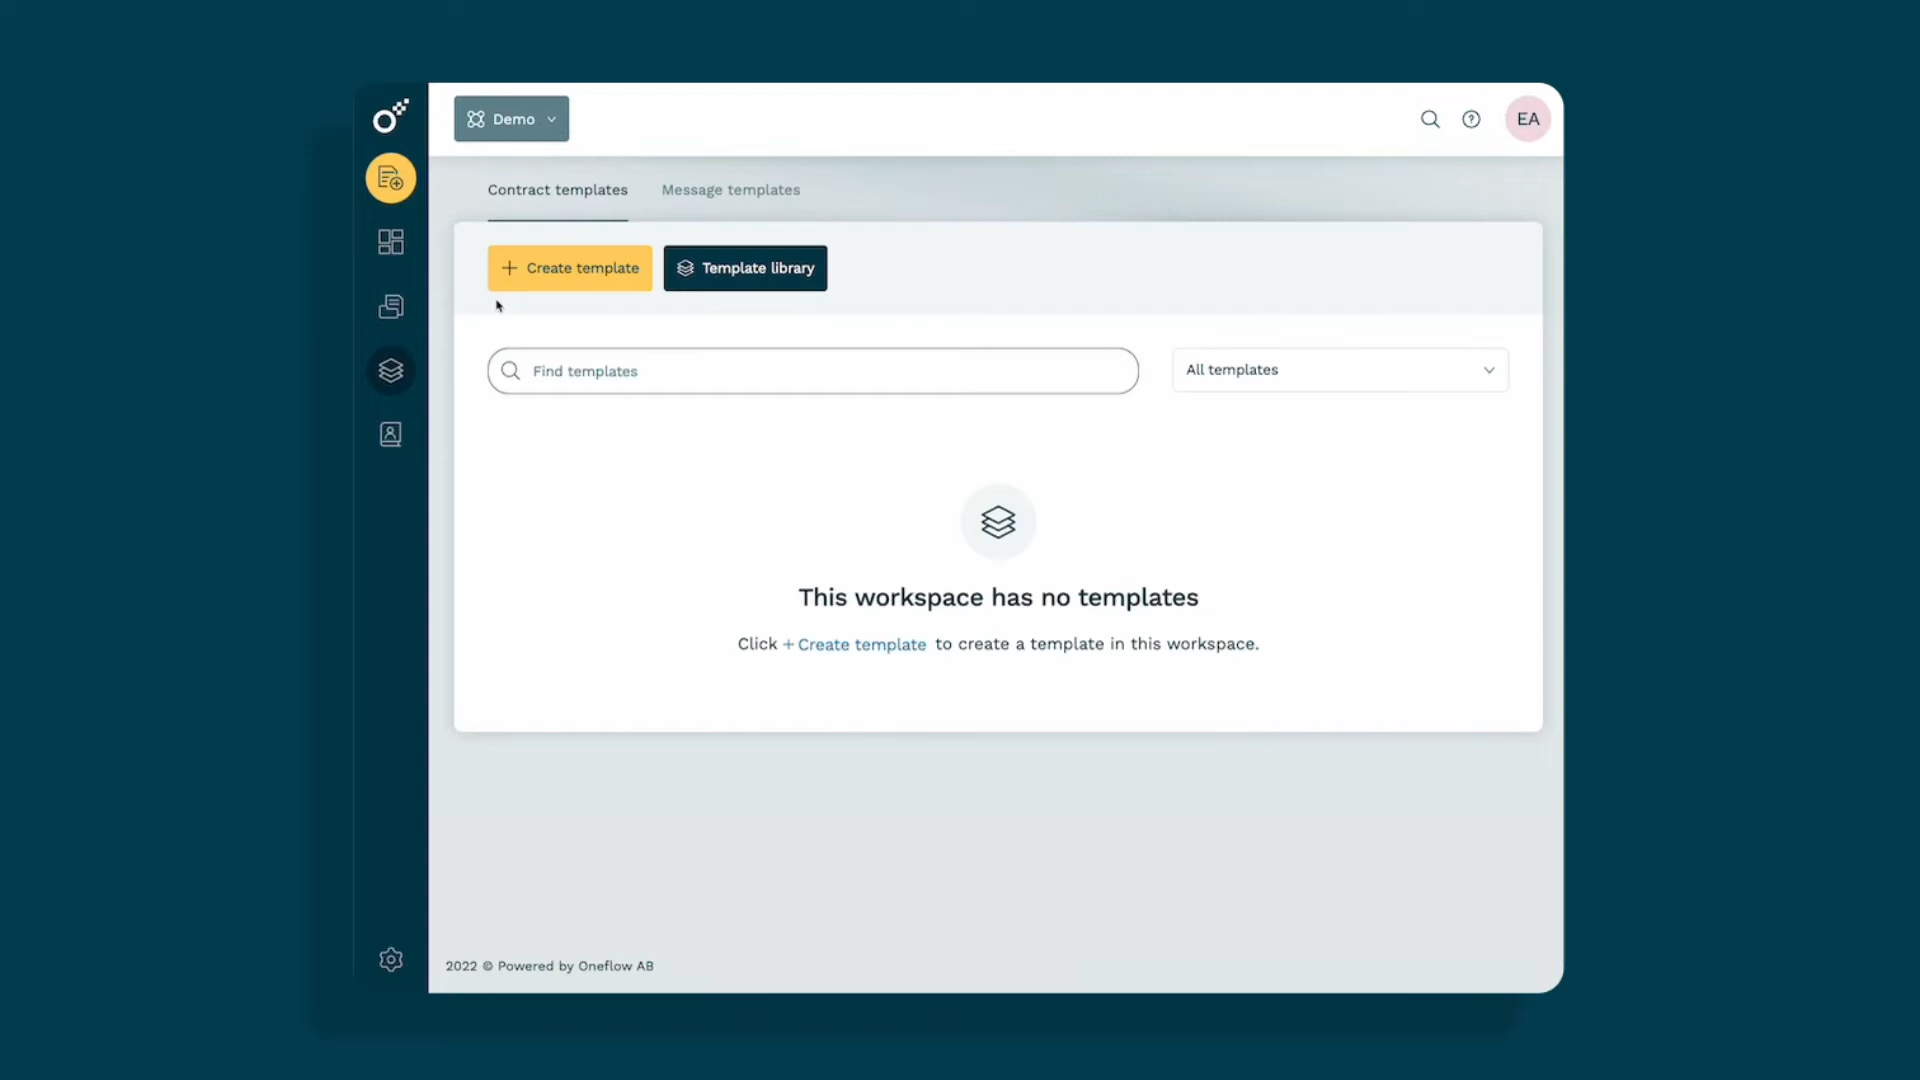 Demo
EA
Contract templates
Message templates
Create template
Template library
Find templates
All templates
This workspace has no templates
Click + Create template to create a template in this workspace.
2022 © Powered by Oneflow AB